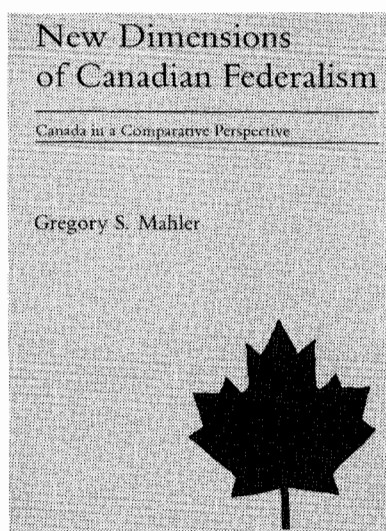 New Dimensions
of Canadian Federalism
Canada in a Comparative Perspective
Gregory S. Mahler